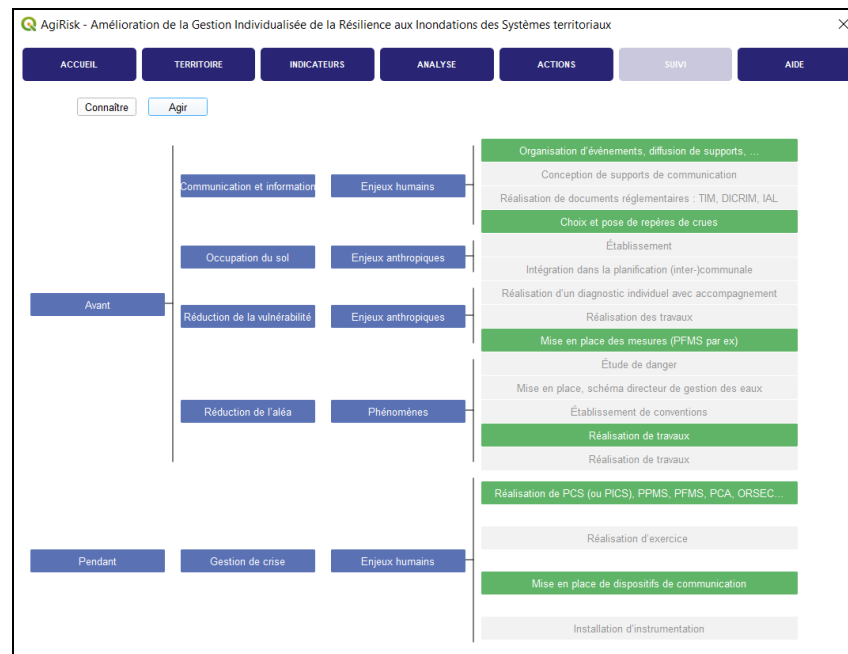 AgiRisk - Amélioration de la Gestion Individualisée de la Résilience aux Inondations des Systèmes territoriaux
ACCUEIL
TERRITOIRE
INDICATEURS
ANALYSE
ACTIONS
SUIVI
AIDE
Connaître
Agir
Avant
Communication et information
Enjeux humains
Organisation d'événements, diffusion de supports, ...
Conception de supports de communication
Réalisation de documents réglementaires : TIM, DICRIM, IAL
Choix et pose de repères de crues
Occupation du sol
Enjeux anthropiques
Établissement
Intégration dans la planification (inter-)communale
Réduction de la vulnérabilité
Enjeux anthropiques
Réalisation d'un diagnostic individuel avec accompagnement
Réalisation des travaux
Mise en place des mesures (PFMS par ex)
Réduction de l'aléa
Phénomènes
Étude de danger
Mise en place, schéma directeur de gestion des eaux
Établissement de conventions
Réalisation de travaux
Réalisation de travaux
Pendant
Gestion de crise
Enjeux humains
Réalisation de PCS (ou PICS), PPMS, PFMS, PCA, ORSEC...
Réalisation d'exercice
Mise en place de dispositifs de communication
Installation d'instrumentation